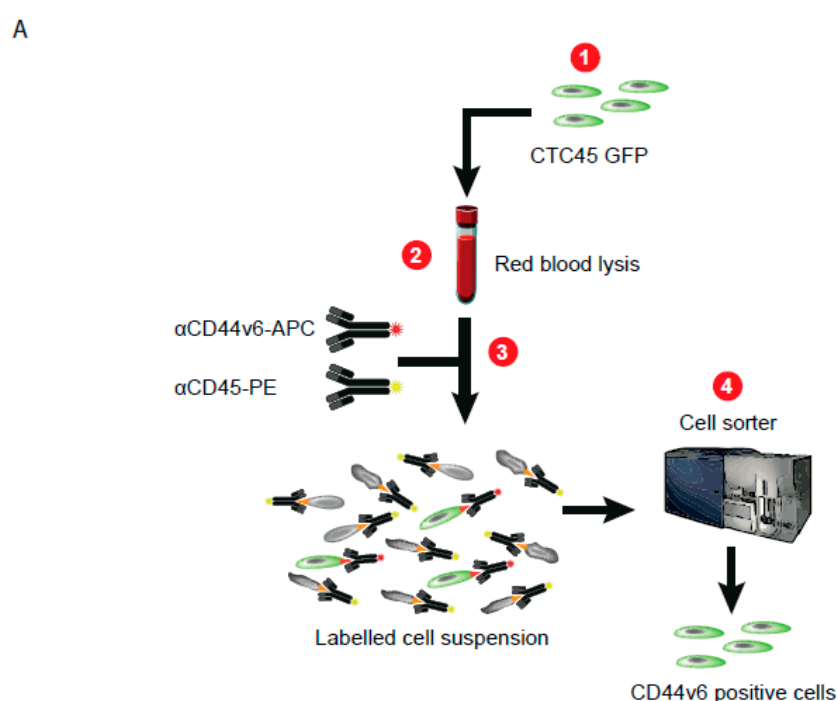 A
1
CTC45 GFP
2
Red blood lysis
αCD44v6-APC
3
αCD45-PE
4
Cell sorter
Labelled cell suspension
CD44v6 positive cells